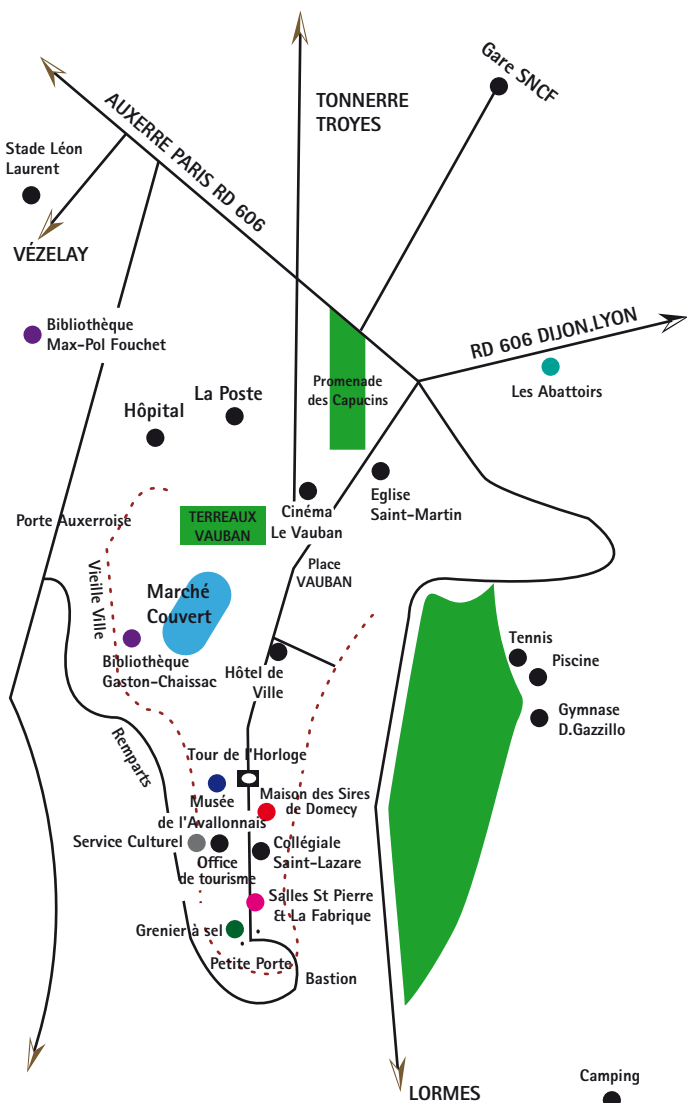 Gare SNCF
TONNERRE
TROYES
AUXERRE PARIS RD 606
Stade Léon
Laurent
VÉZELAY
Bibliothèque
Max-Pol Fouchet
RD 606 DIJON.LYON
Les Abattoirs
Promenade
des Capucins
La Poste
Hôpital
Cinéma
Le Vauban
Eglise
Saint-Martin
TERREAUX
VAUBAN
Porte Auxerroise
Place
VAUBAN
Vieille Ville
Marché
Couvert
Bibliothèque
Gaston-Chaissac
Hôtel de
Ville
Tennis
Piscine
Gymnase
D.Gazzillo
Remparts
Tour de l'Horloge
Musée
de l'Avallonnais
Maison des Sires
de Domecy
Service Culturel
Office
de tourisme
Collégiale
Saint-Lazare
Salles St Pierre
& La Fabrique
Grenier à sel
Petite Porte
Bastion
LORMES
Camping